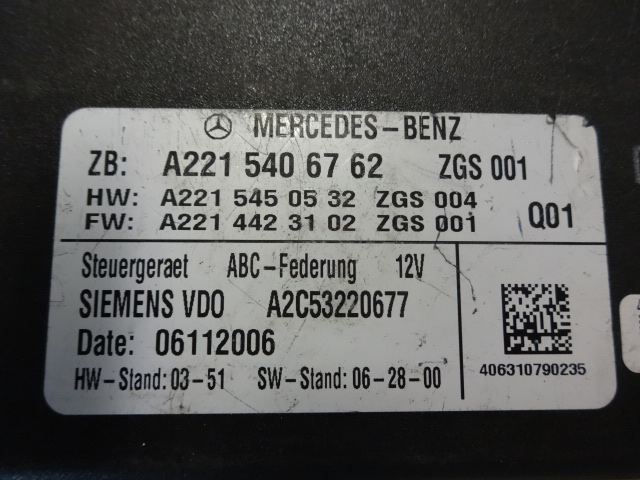 MERCEDES-BENZ
ZB: A221 540 67 62 ZGS 001
HW: A221 545 05 32 ZGS 004
FW: A221 442 31 02 ZGS 001 Q01
Steuergeraet ABC-Federung 12V
SIEMENS VDO A2C53220677
Date: 06112006
HW-Stand: 03-51 SW-Stand: 06-28-00
406310790235